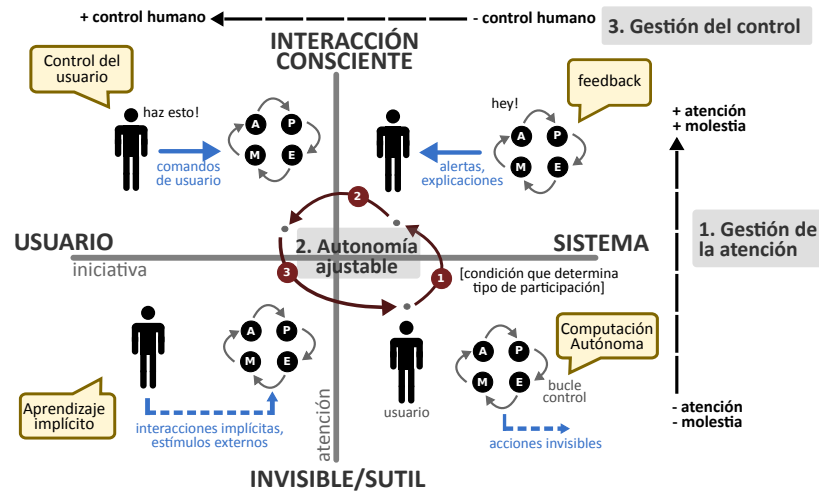 + control humano
- control humano
3. Gestión del control
INTERACCIÓN
CONSCIENTE
Control del
usuario
haz esto!
A
P
M
E
comandos
de usuario
feedback
hey!
A
P
M
E
alertas,
explicaciones
+ atención
+ molestia
1. Gestión de
la atención
2
USUARIO
iniciativa
2. Autonomía
ajustable
3
1
SISTEMA
[condición que determina
tipo de participación]
A
P
M
E
Aprendizaje
implícito
interacciones implícitas,
estímulos externos
atención
usuario
Computación
Autónoma
A
P
M
E
bucle
control
acciones invisibles
- atención
- molestia
INVISIBLE/SUTIL